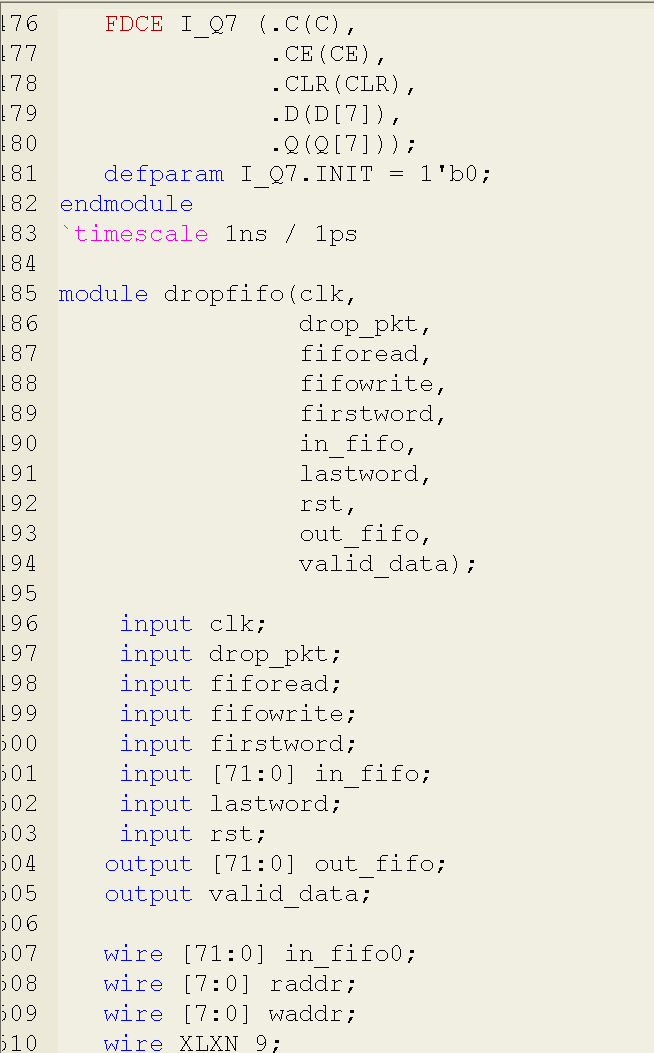 476   FDCE I_Q7 (.C(C),
477              .CE(CE),
478              .CLR(CLR),
479              .D(D[7]),
480              .Q(Q[7]));
481   defparam I_Q7.INIT = 1'b0;
482 endmodule
483 `timescale 1ns / 1ps
484
485 module dropfifo(clk,
486                 drop_pkt,
487                 fiforead,
488                 fifowrite,
489                 firstword,
490                 in_fifo,
491                 lastword,
492                 rst,
493                 out_fifo,
494                 valid_data);
495
496    input clk;
497    input drop_pkt;
498    input fiforead;
499    input fifowrite;
500    input firstword;
501    input [71:0] in_fifo;
502    input lastword;
503    input rst;
504   output [71:0] out_fifo;
505   output valid_data;
506
507   wire [71:0] in_fifo0;
508   wire [7:0] raddr;
509   wire [7:0] waddr;
510   wire XLXN_9;